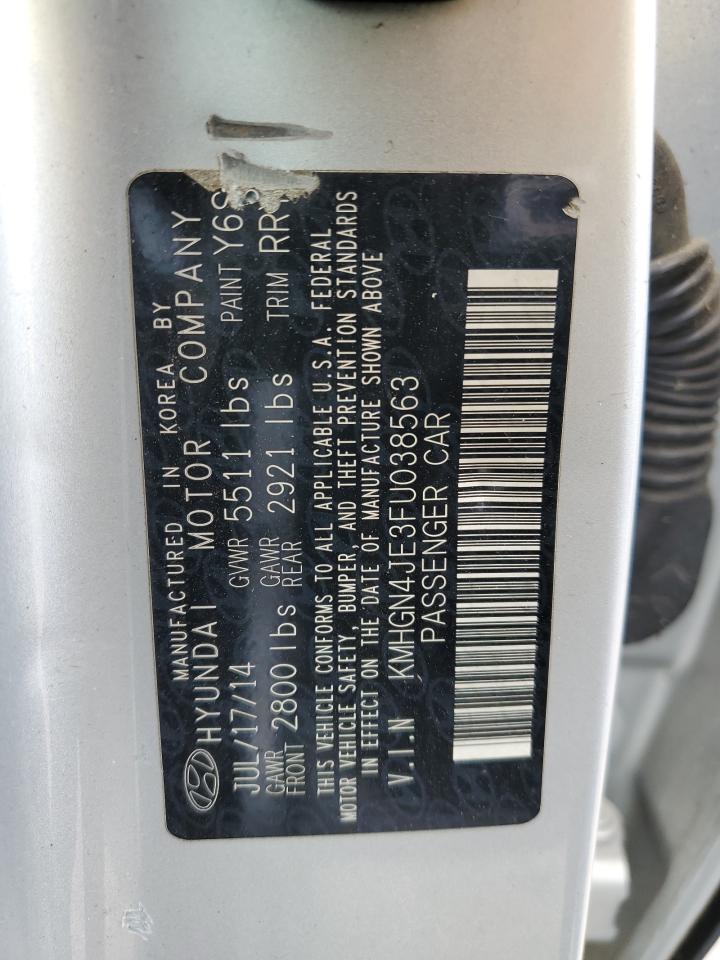 MANUFACTURED IN KOREA BY
HYUNDAI MOTOR COMPANY
JUL/17/14 GVWR 5511 lbs PAINT
GAWR FRONT 2800 lbs GAWR REAR 2921 lbs TRIM
THIS VEHICLE CONFORMS TO ALL APPLICABLE U.S.A. FEDERAL
MOTOR VEHICLE SAFETY, BUMPER, AND THEFT PREVENTION STANDARDS
IN EFFECT ON THE DATE OF MANUFACTURE SHOWN ABOVE
V.I.N KMHGN4JE3FU038563
PASSENGER CAR